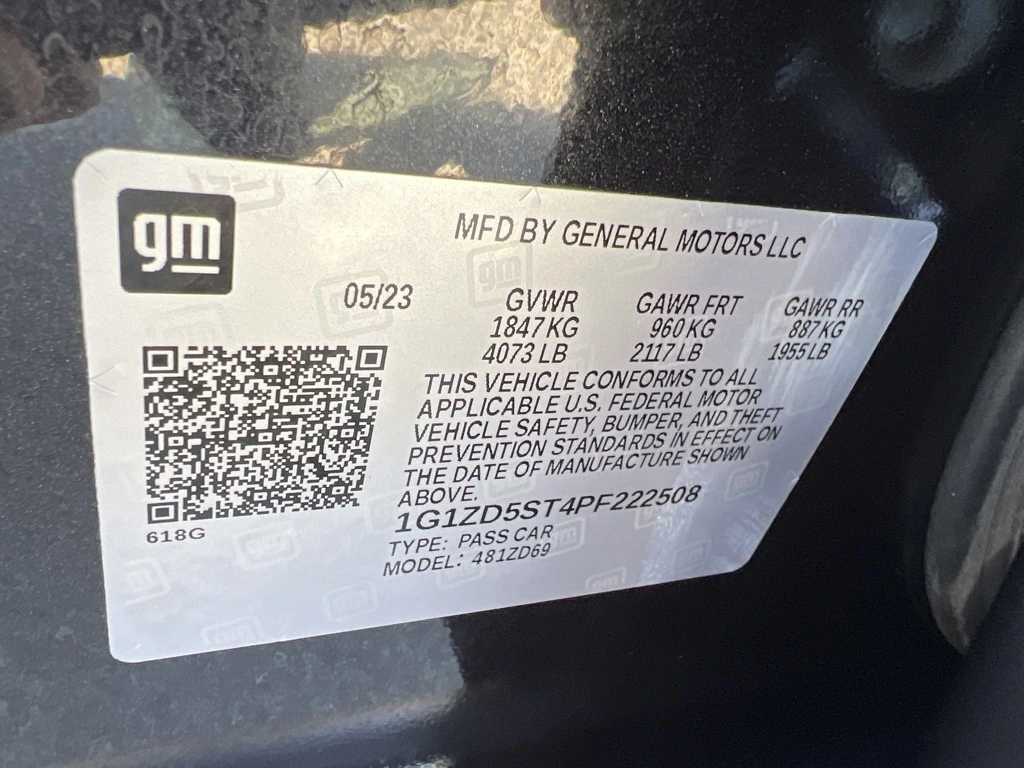 gm
MFD BY GENERAL MOTORS LLC
05/23 GVWR GAWR FRT GAWR RR
1847 KG 960 KG 887 KG
4073 LB 2117 LB 1955 LB
THIS VEHICLE CONFORMS TO ALL
APPLICABLE U.S. FEDERAL MOTOR
VEHICLE SAFETY, BUMPER, AND THEFT
PREVENTION STANDARDS IN EFFECT ON
THE DATE OF MANUFACTURE SHOWN
ABOVE.
1G1ZD5ST4PF222508
618G
TYPE: PASS CAR
MODEL: 481ZD69